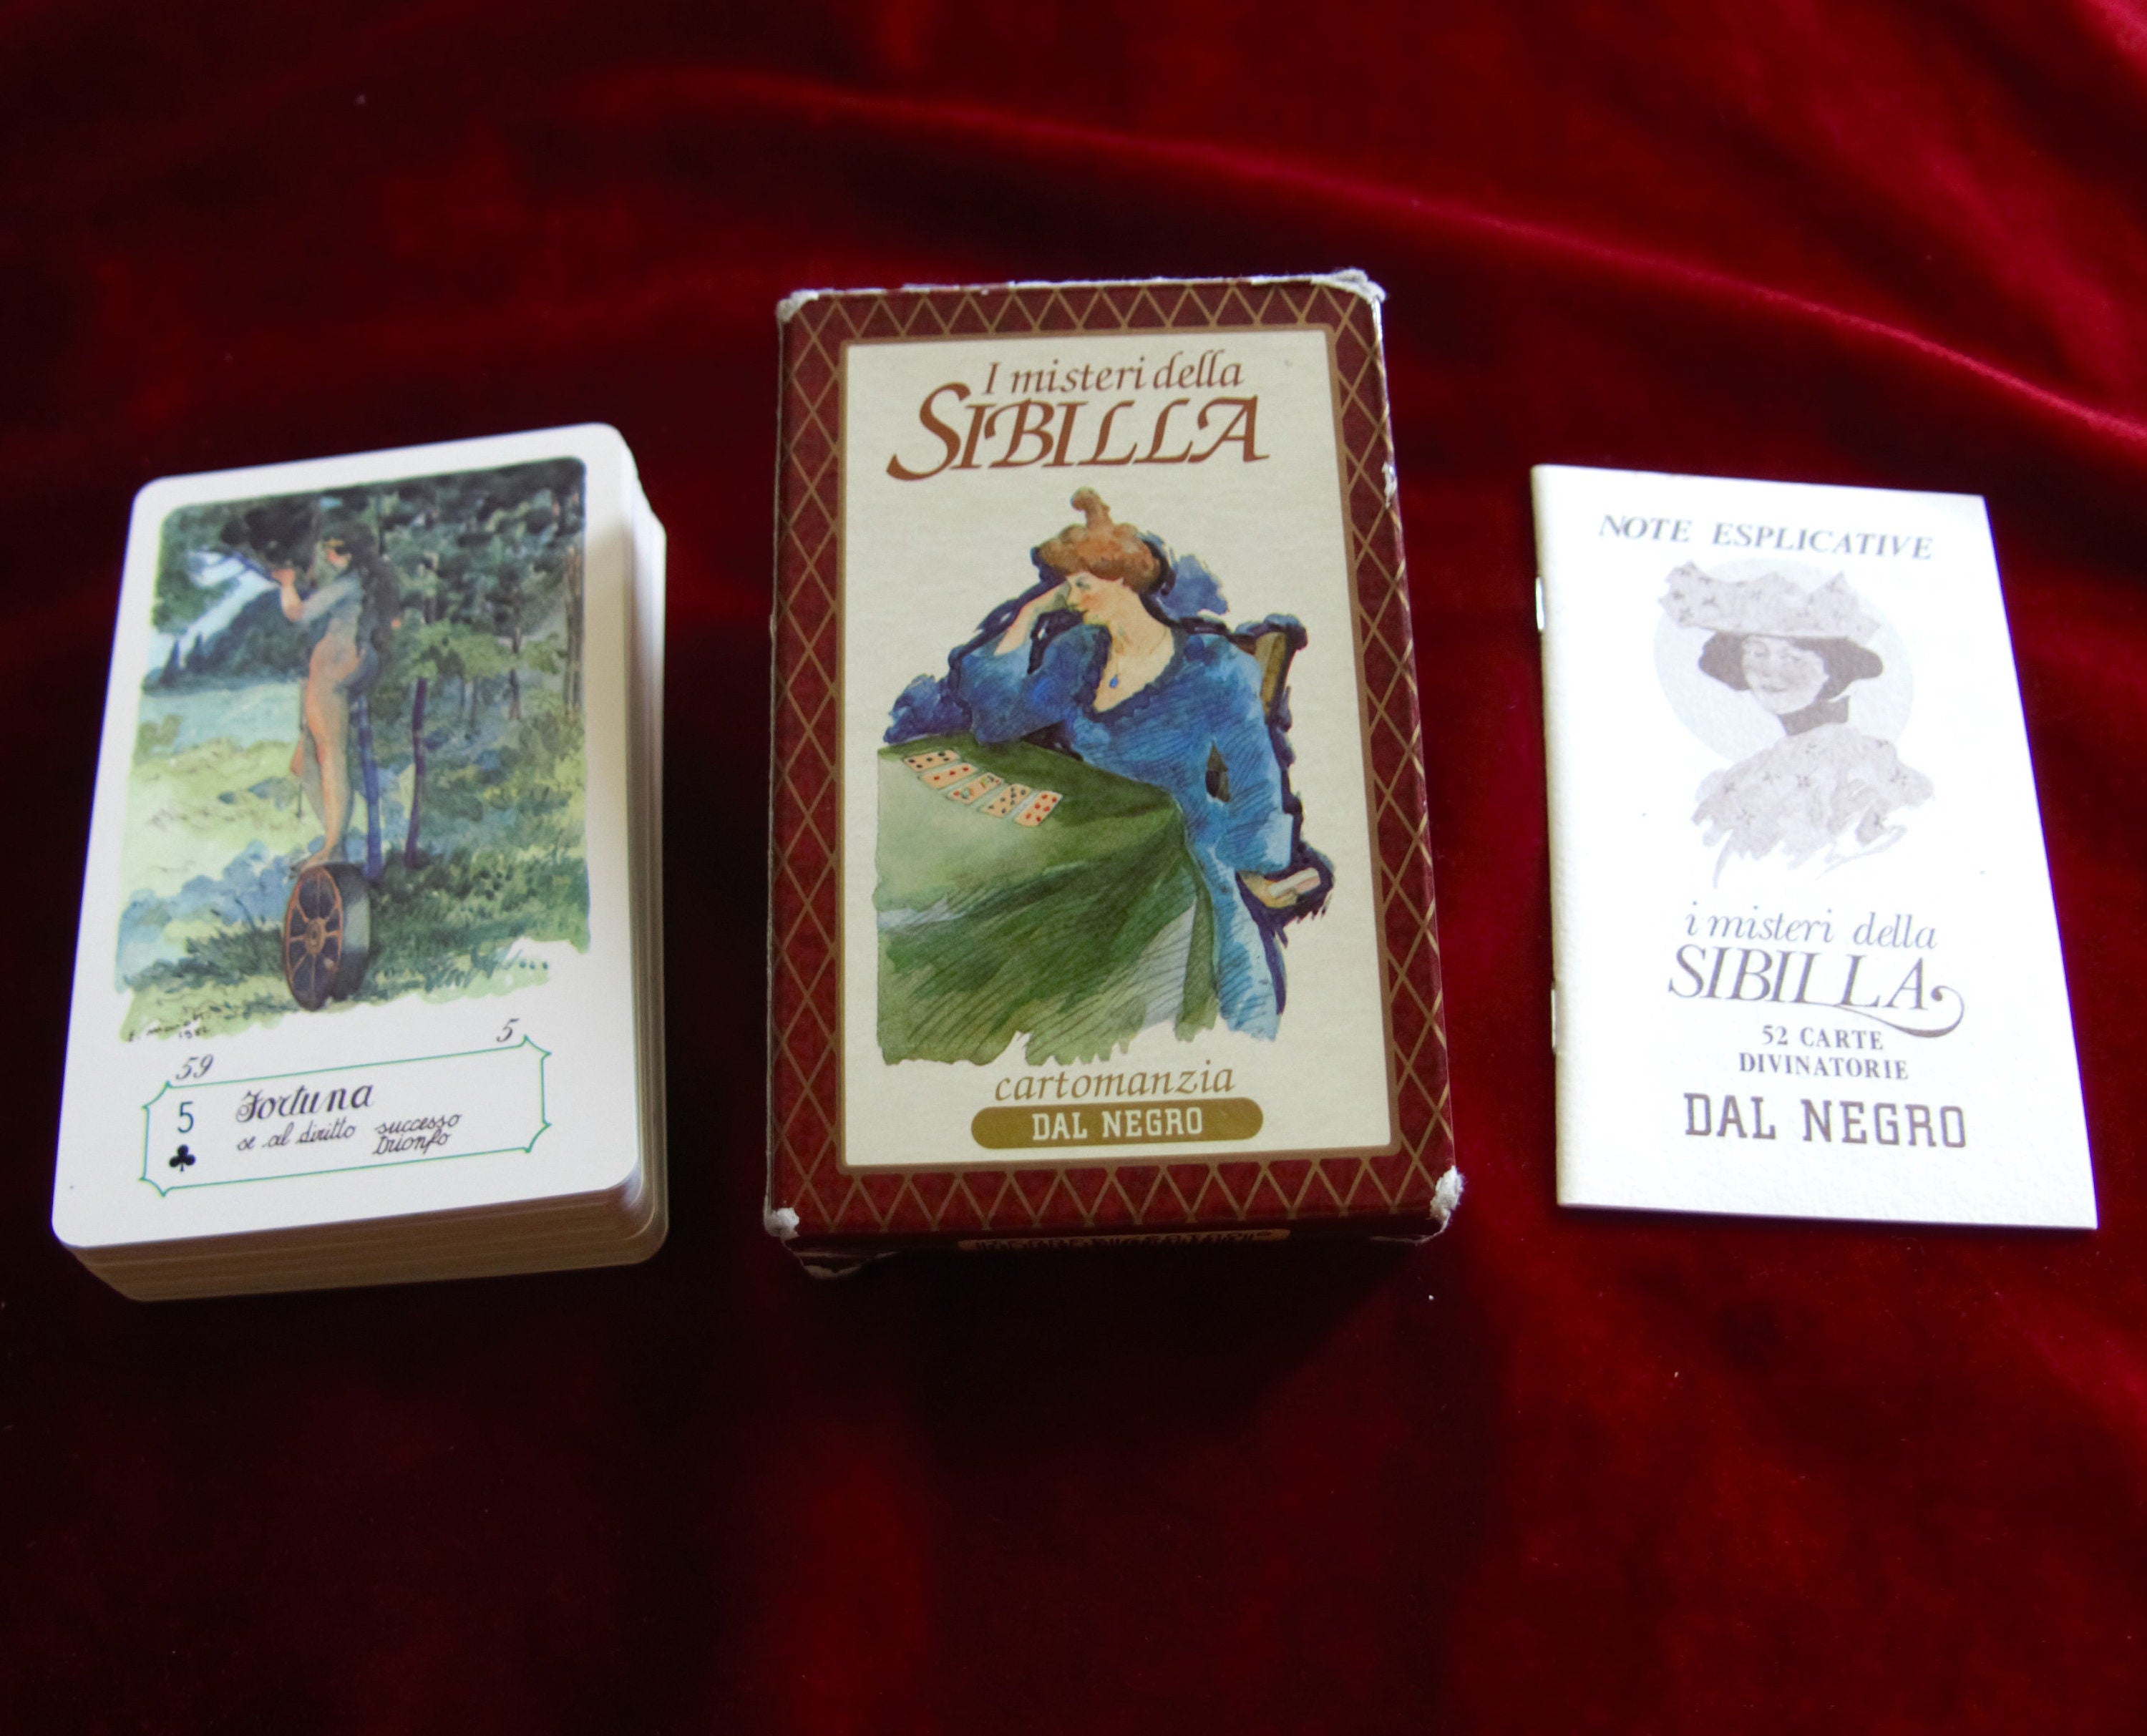 1982
59
5
5
Fortuna
se al diritto successo
trionfo
I misteri della
SIBILLA
cartomanzia
DAL NEGRO
NOTE ESPLICATIVE
i misteri della
SIBILLA
52 CARTE
DIVINATORIE
DAL NEGRO